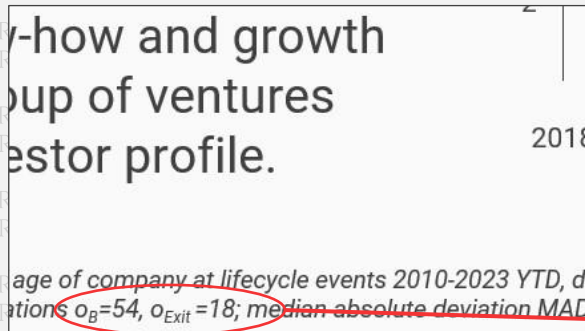 y-how and growth
oup of ventures
estor profile.
2018
age of company at lifecycle events 2010-2023 YTD, d
ations o_B=54, o_Exit =18; median absolute deviation MAD